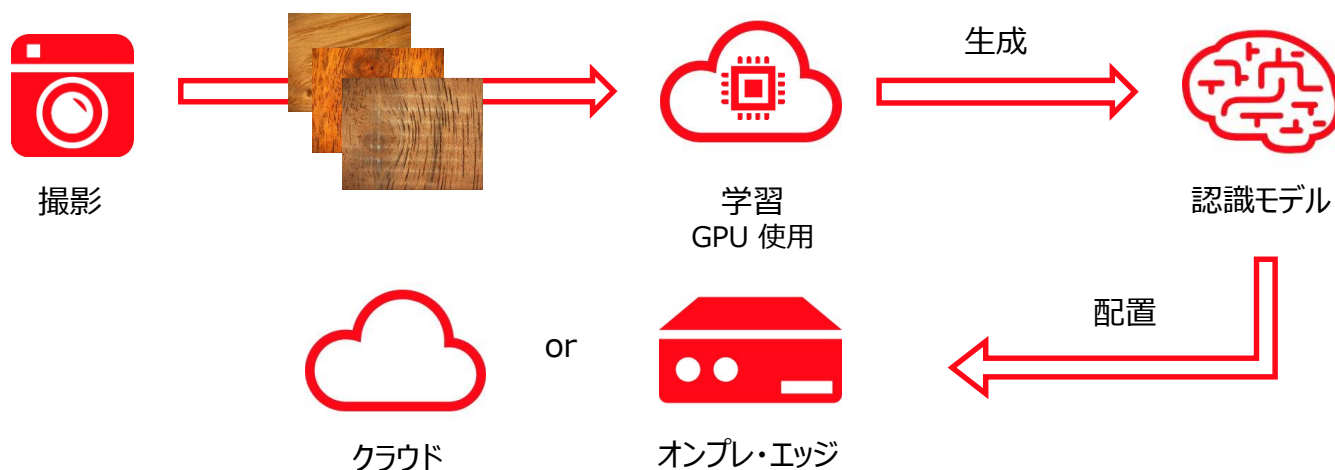 生成
撮影
学習
GPU 使用
認識モデル
配置
or
クラウド
オンプレ・エッジ